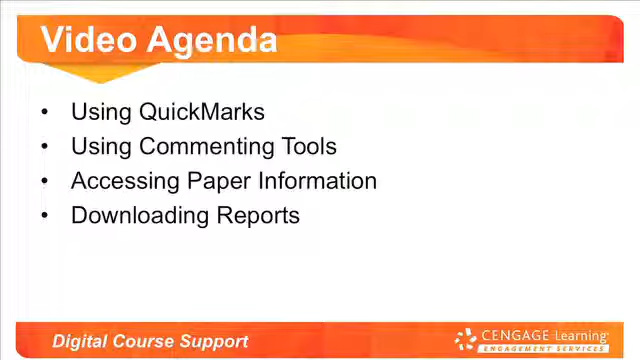 Video Agenda
• Using QuickMarks
• Using Commenting Tools
• Accessing Paper Information
• Downloading Reports
Digital Course Support
CENGAGE Learning
ENGAGEMENT SERVICES